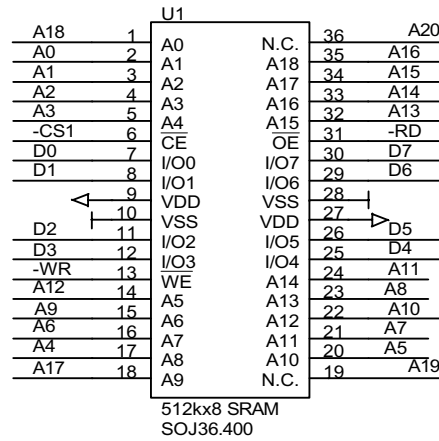 U1
A18 1 A0 N.C. 36 A20
A0 2 A1 A18 35 A16
A1 3 A2 A17 34 A15
A2 4 A3 A16 33 A14
A3 5 A4 A15 32 A13
-CS1 6 CE OE 31 -RD
D0 7 I/O0 I/O7 30 D7
D1 8 I/O1 I/O6 29 D6
9 VDD VSS 28
10 VSS VDD 27
D2 11 I/O2 I/O5 26 D5
D3 12 I/O3 I/O4 25 D4
-WR 13 WE A14 24 A11
A12 14 A5 A13 23 A8
A9 15 A6 A12 22 A10
A6 16 A7 A11 21 A7
A4 17 A8 A10 20 A5
A17 18 A9 N.C. 19 A19
512kx8 SRAM
SOJ36.400